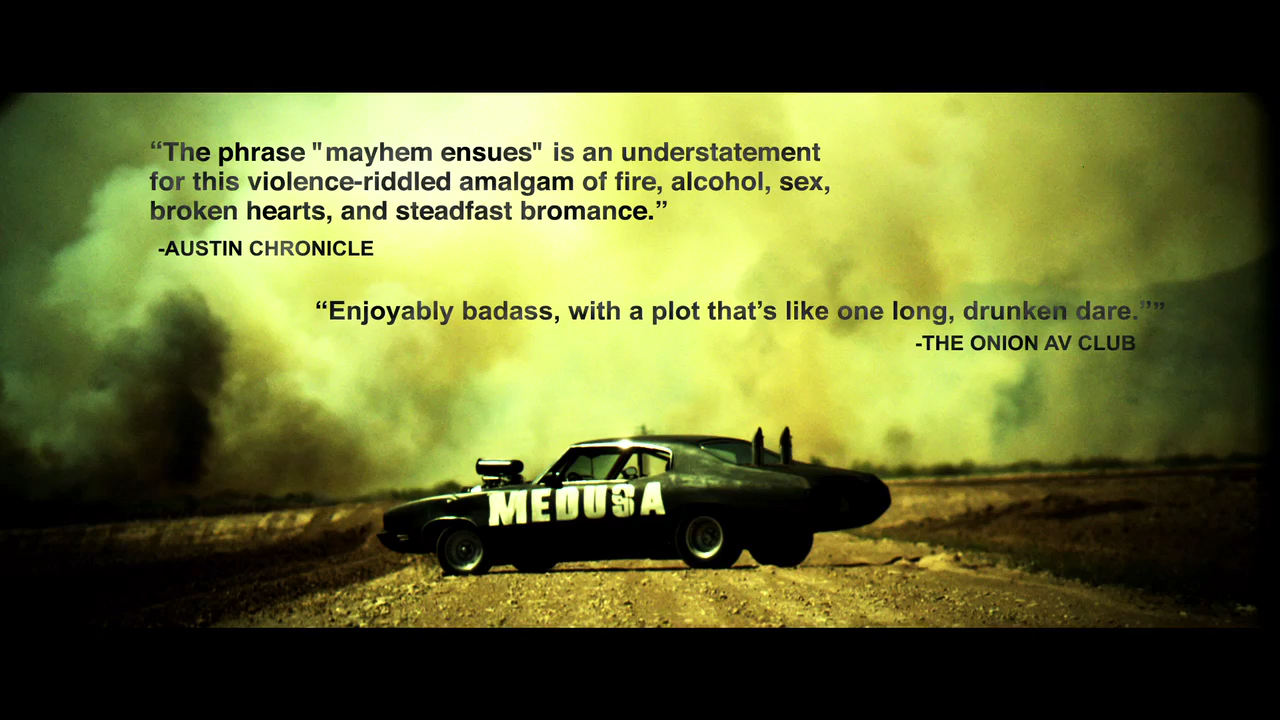 “The phrase "mayhem ensues" is an understatement
for this violence-riddled amalgam of fire, alcohol, sex,
broken hearts, and steadfast bromance.”
-AUSTIN CHRONICLE
“Enjoyably badass, with a plot that’s like one long, drunken dare.””
-THE ONION AV CLUB
MEDUSA